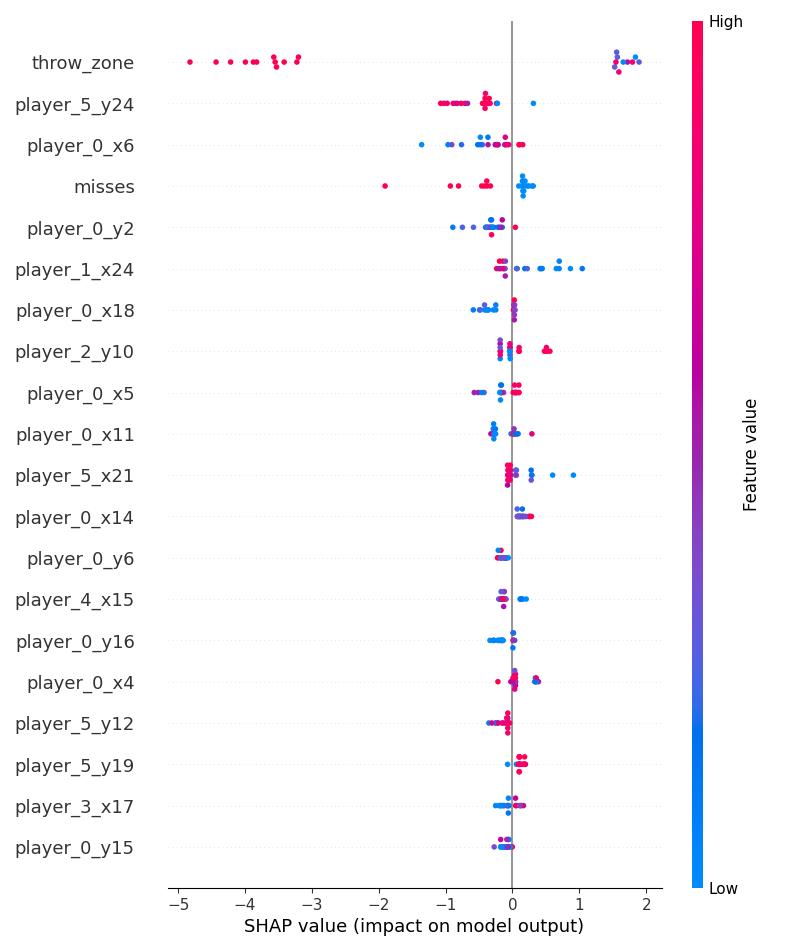 High
throw_zone
player_5_y24
player_0_x6
misses
player_0_y2
player_1_x24
player_0_x18
player_2_y10
player_0_x5
player_0_x11
player_5_x21
player_0_x14
player_0_y6
player_4_x15
player_0_y16
player_0_x4
player_5_y12
player_5_y19
player_3_x17
player_0_y15
Feature value
Low
−5 −4 −3 −2 −1 0 1 2
SHAP value (impact on model output)